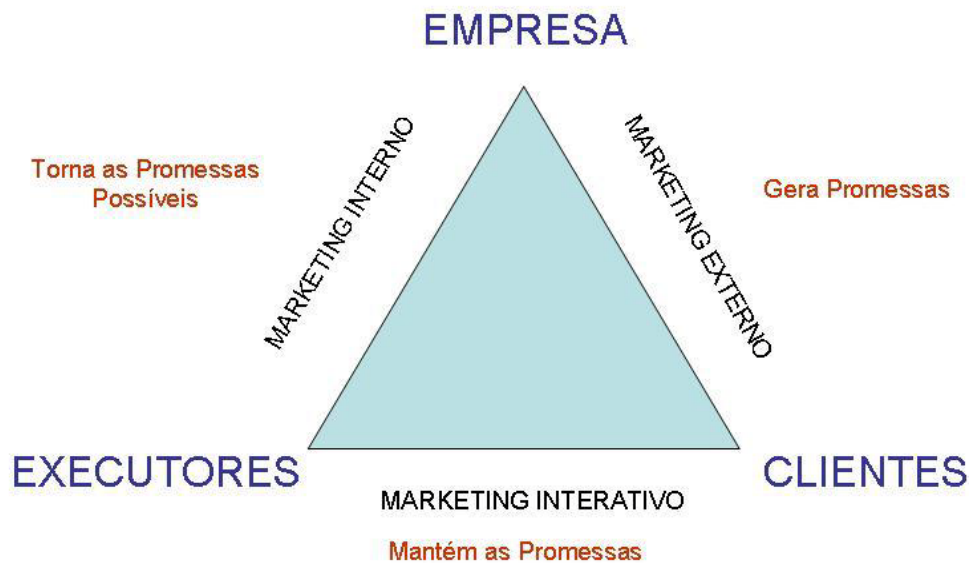 EMPRESA
MARKETING INTERNO
MARKETING EXTERNO
Torna as Promessas
Possíveis
Gera Promessas
EXECUTORES
CLIENTES
MARKETING INTERATIVO
Mantém as Promessas